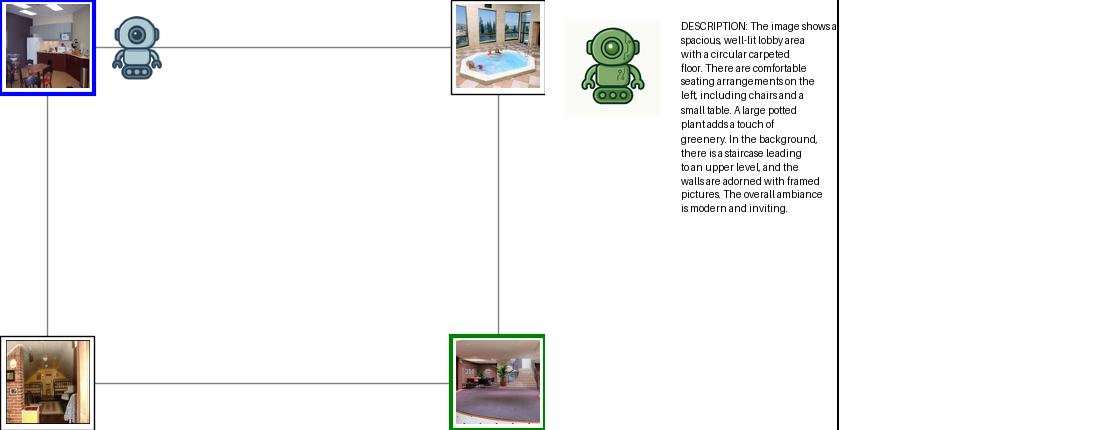 DESCRIPTION: The image shows a
spacious, well-lit lobby area
with a circular carpeted
floor. There are comfortable
seating arrangements on the
left, including chairs and a
small table. A large potted
plant adds a touch of
greenery. In the background,
there is a staircase leading
to an upper level, and the
walls are adorned with framed
pictures. The overall ambiance
is modern and inviting.